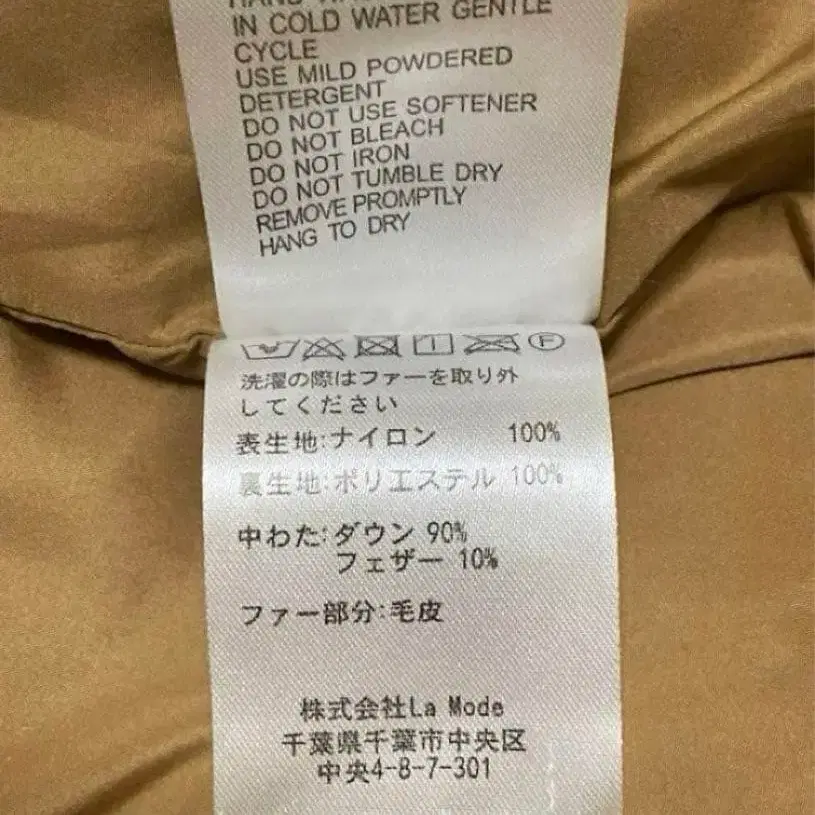 HAND
IN COLD WATER GENTLE
CYCLE
USE MILD POWDERED
DETERGENT
DO NOT USE SOFTENER
DO NOT BLEACH
DO NOT IRON
DO NOT TUMBLE DRY
REMOVE PROMPTLY
HANG TO DRY
F
洗濯の際はファーを取り外
してください
表生地:ナイロン 100%
裏生地:ポリエステル 100%
中わた:ダウン 90%
フェザー 10%
ファー部分:毛皮
株式会社La Mode
千葉県千葉市中央区
中央4-8-7-301